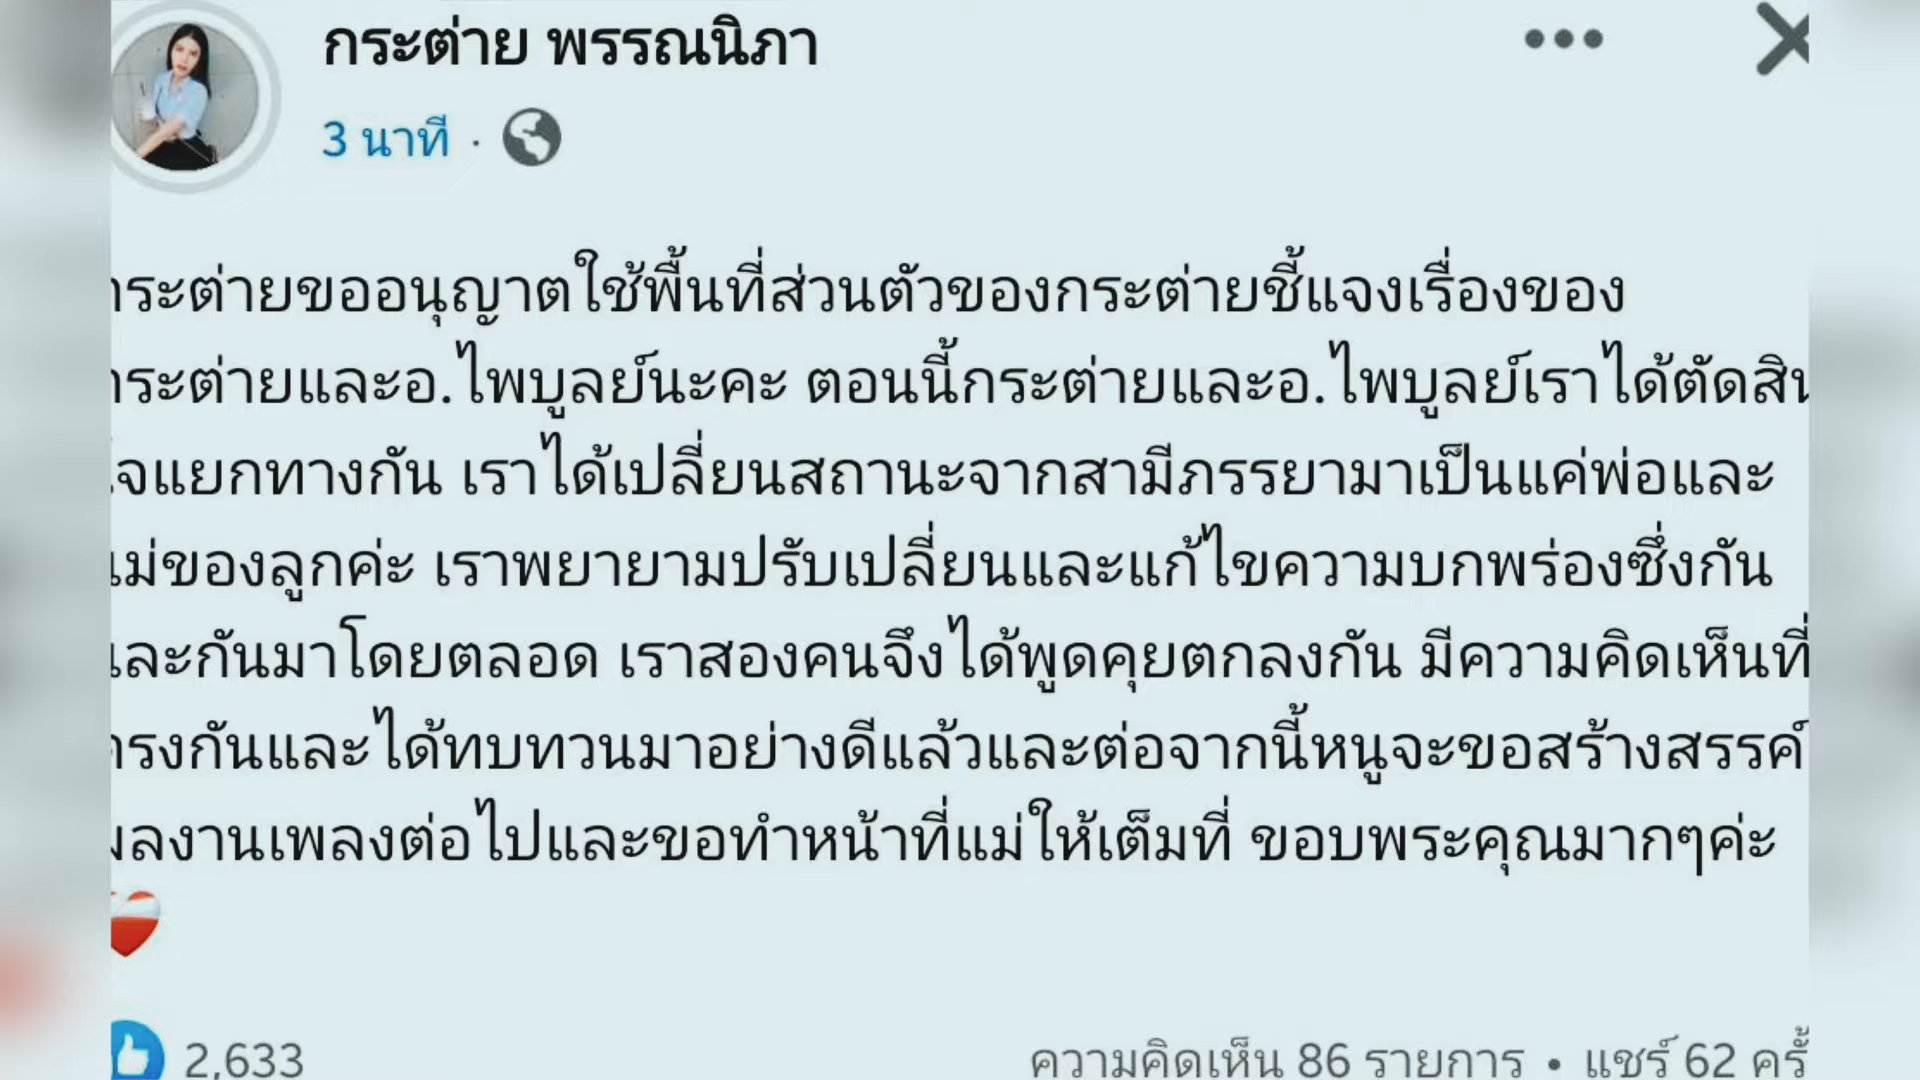 กระต่าย พรรณนิภา
3 นาที ·
กระต่ายขออนุญาตใช้พื้นที่ส่วนตัวของกระต่ายชี้แจงเรื่องของ
กระต่ายและอ.ไพบูลย์นะคะ ตอนนี้กระต่ายและอ.ไพบูลย์เราได้ตัดสิน
ใจแยกทางกัน เราได้เปลี่ยนสถานะจากสามีภรรยามาเป็นแค่พ่อและ
แม่ของลูกค่ะ เราพยายามปรับเปลี่ยนและแก้ไขความบกพร่องซึ่งกัน
และกันมาโดยตลอด เราสองคนจึงได้พูดคุยตกลงกัน มีความคิดเห็นที่
ตรงกันและได้ทบทวนมาอย่างดีแล้วและต่อจากนี้หนูจะขอสร้างสรรค์
ผลงานเพลงต่อไปและขอทำหน้าที่แม่ให้เต็มที่ ขอบพระคุณมากๆค่ะ
❤️
2,633
ความคิดเห็น 86 รายการ • แชร์ 62 ครั้